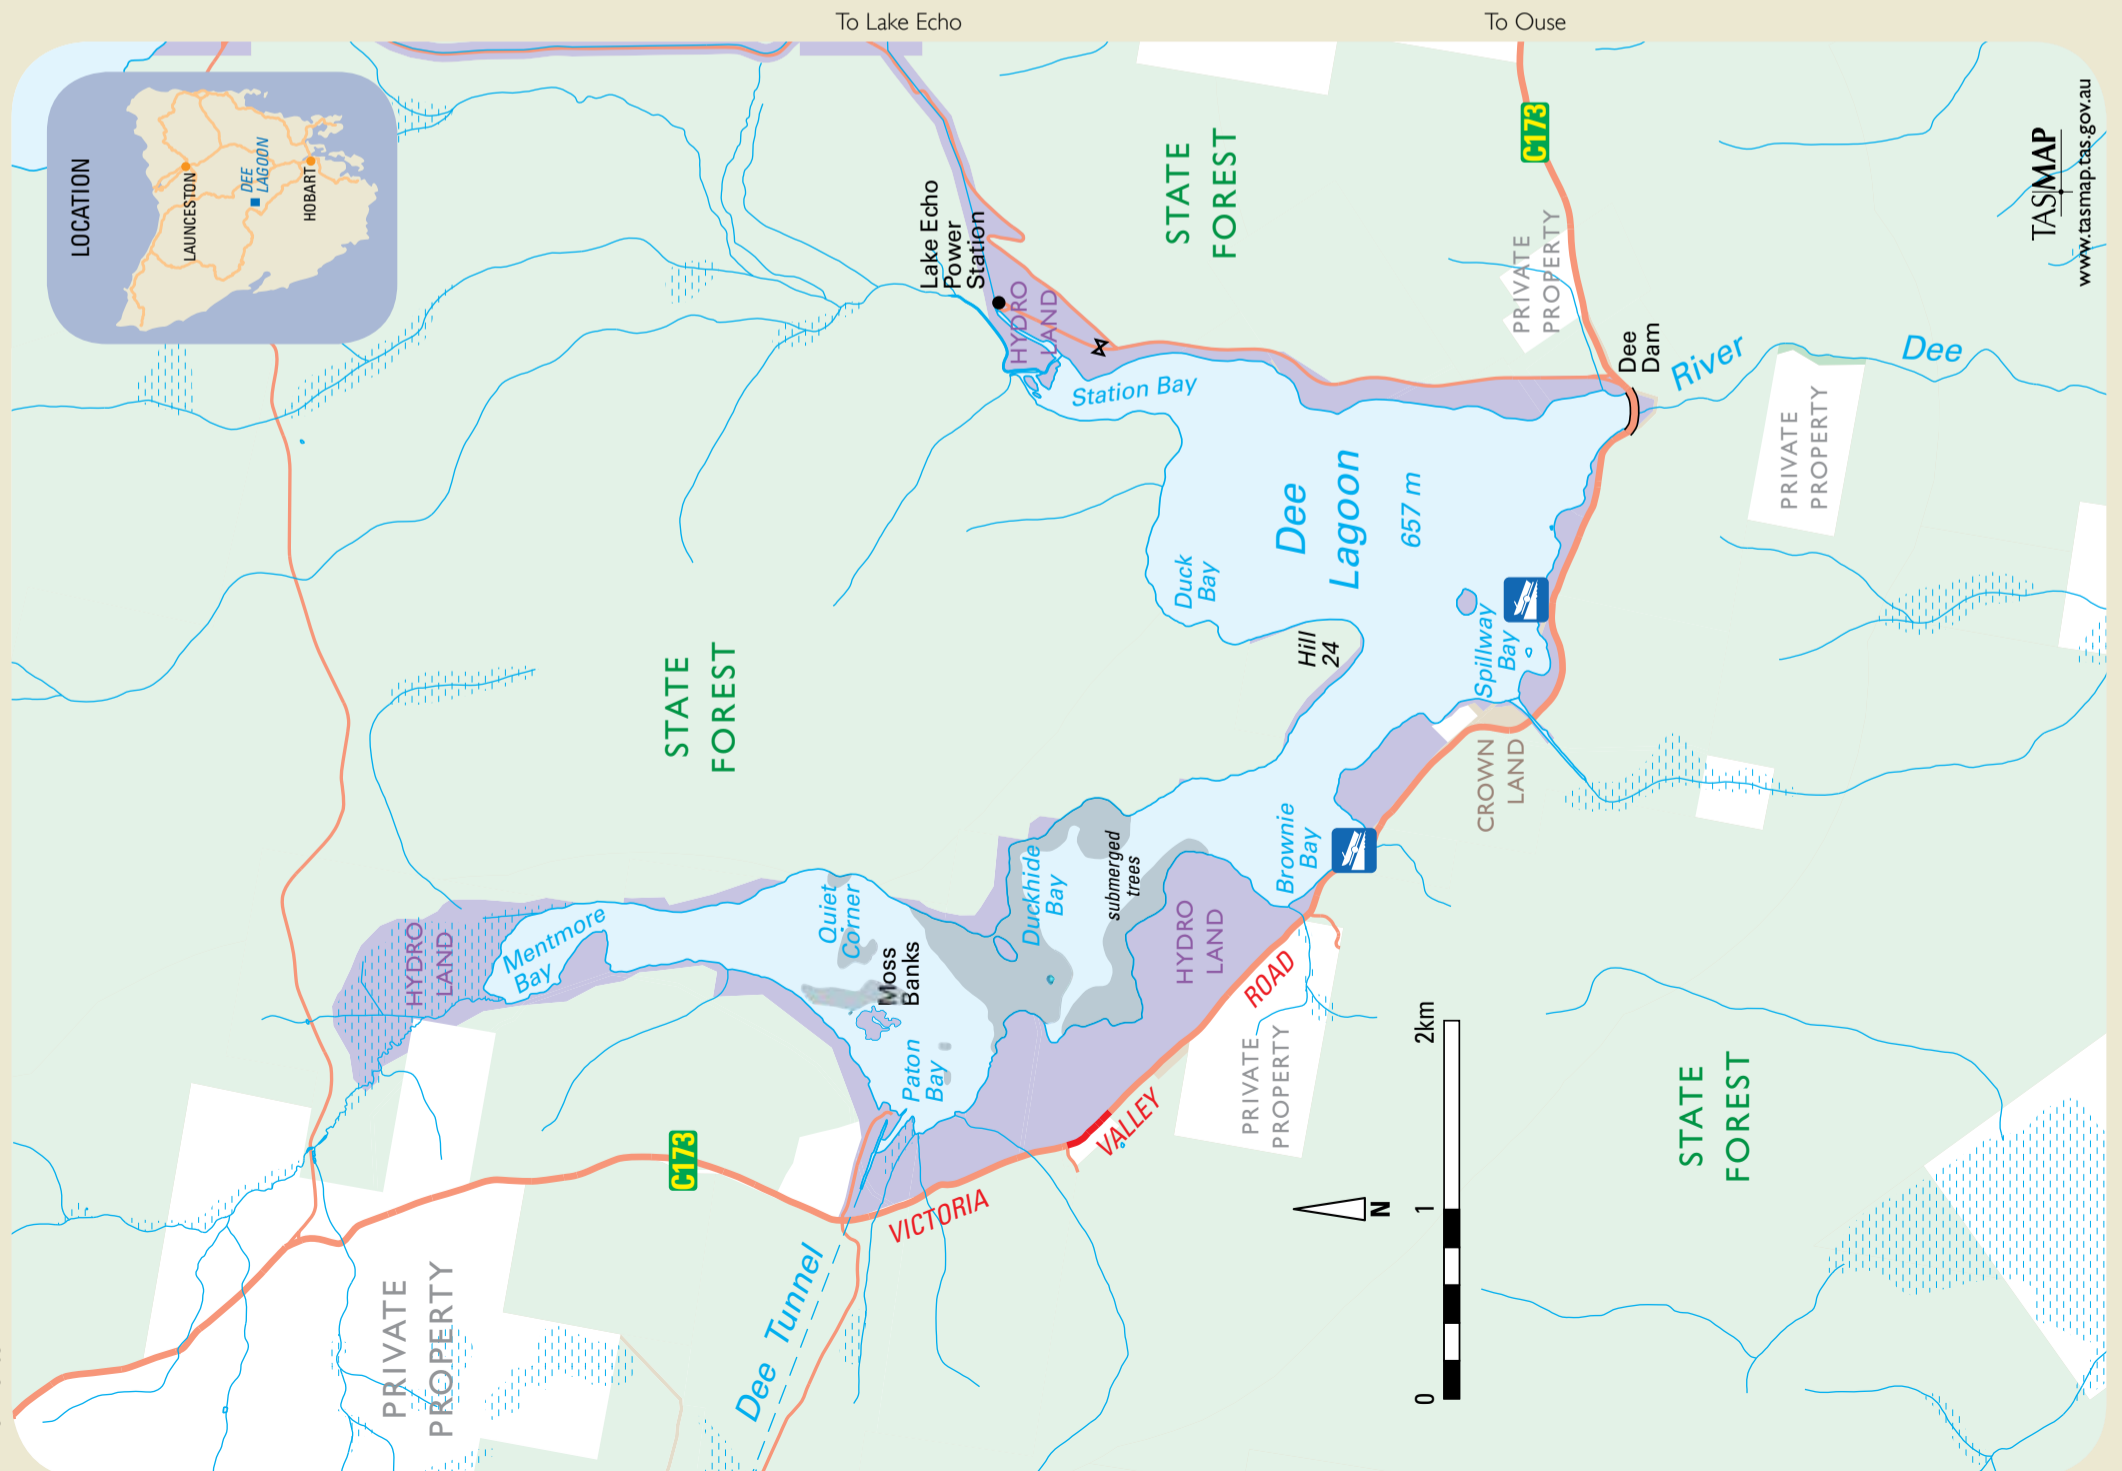 To Lake Echo
To Ouse
LOCATION
LAUNCESTON
DEE
LAGOON
HOBART
C173
TASMAP
www.tasmap.tas.gov.au
STATE
FOREST
Lake Echo
Power
Station
HYDRO
LAND
PRIVATE
PROPERTY
Dee
Dam
River
Dee
Station Bay
PRIVATE
PROPERTY
Dee
Lagoon
657 m
Duck
Bay
Hill
24
Spillway
Bay
STATE
FOREST
CROWN
LAND
Brownie
Bay
submerged
trees
Duckhide
Bay
Quiet
Corner
Moss
Banks
Mentmore
Bay
HYDRO
LAND
HYDRO
LAND
Paton
Bay
VICTORIA
VALLEY
ROAD
PRIVATE
PROPERTY
C173
Dee Tunnel
PRIVATE
PROPERTY
N
0
1
2km
STATE
FOREST